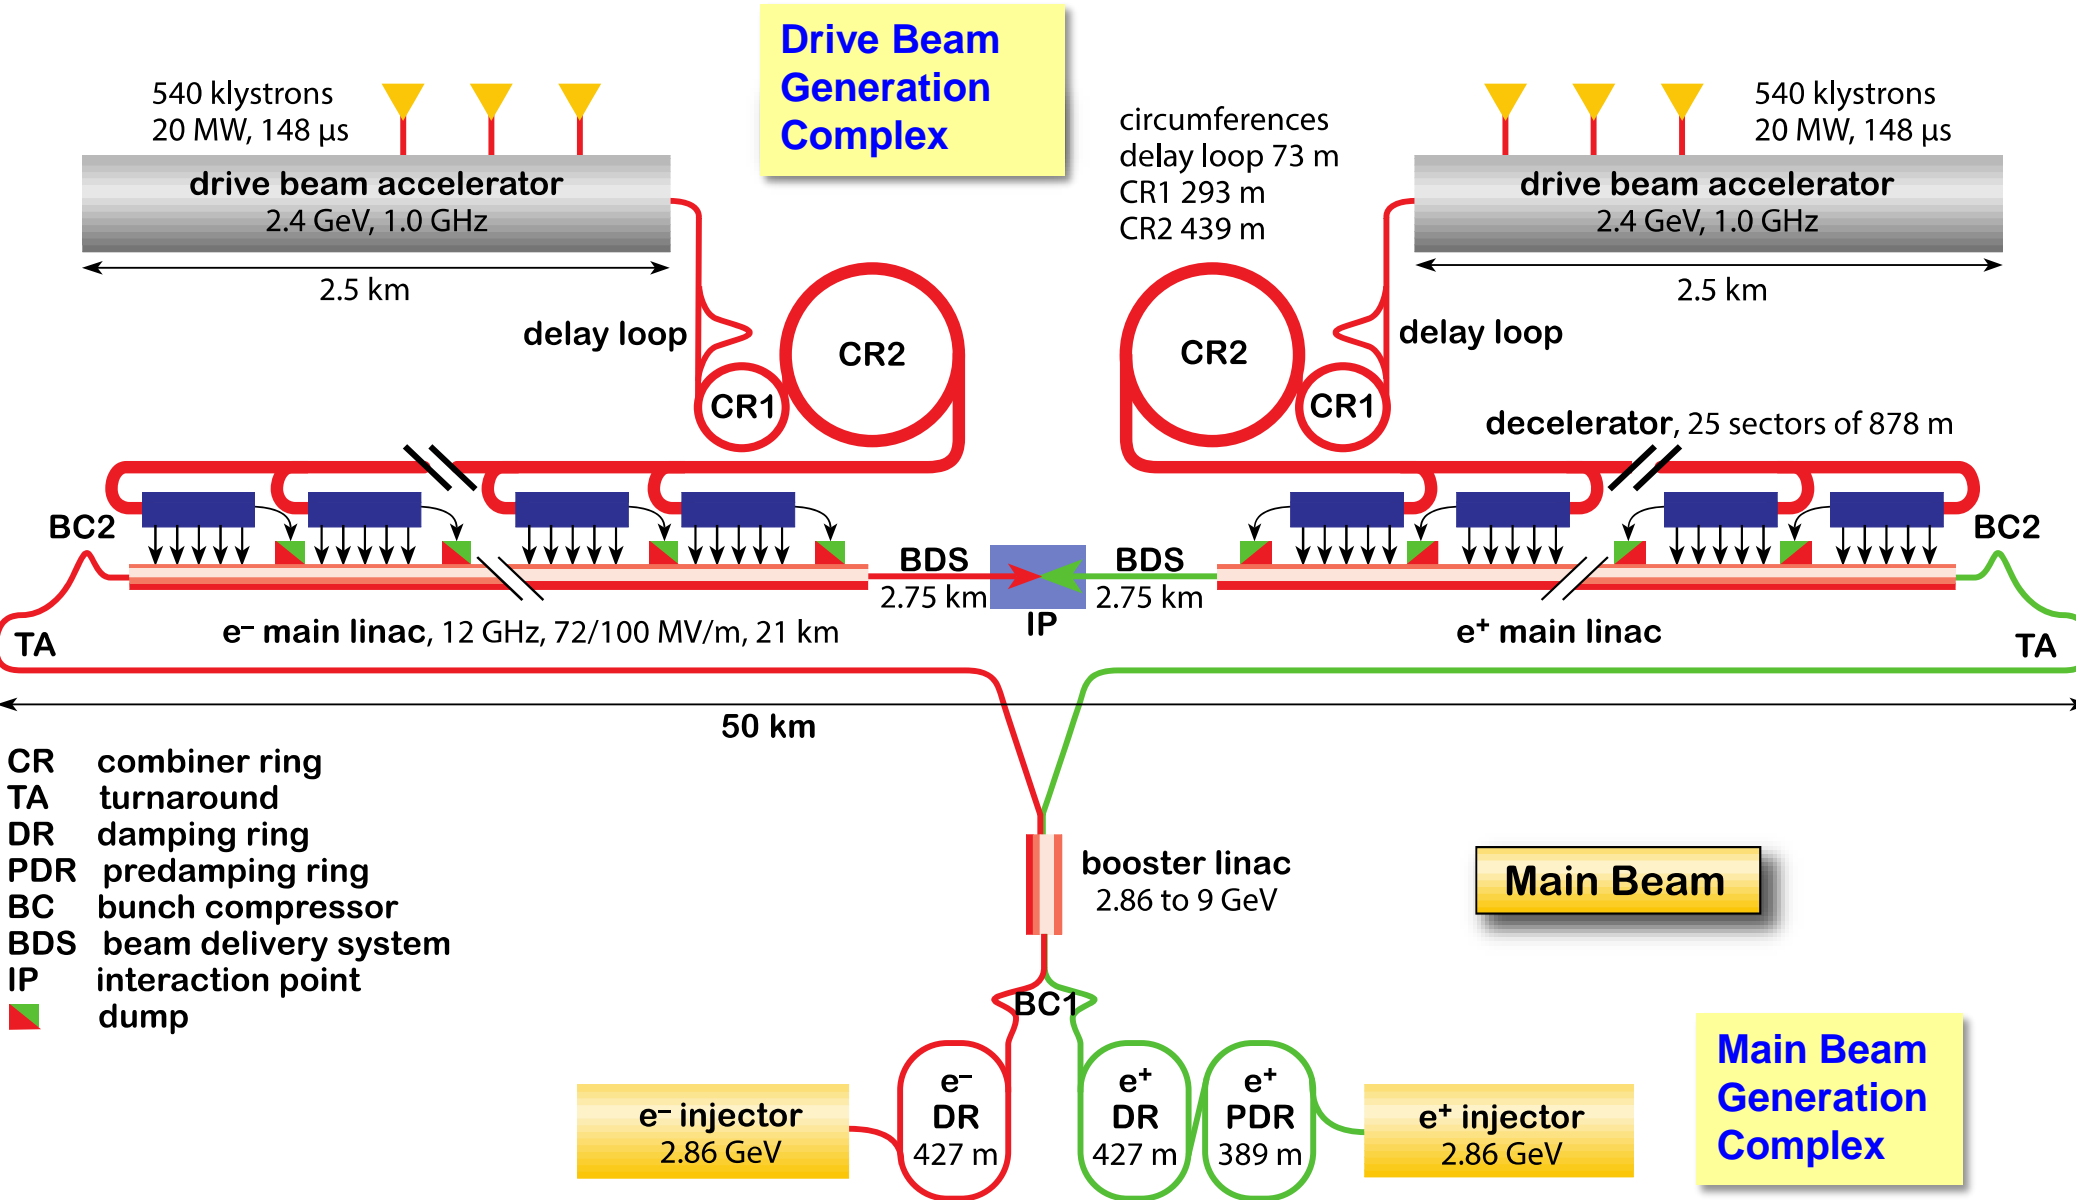 Drive Beam
Generation
Complex
540 klystrons
20 MW, 148 µs
drive beam accelerator
2.4 GeV, 1.0 GHz
2.5 km
circumferences
delay loop 73 m
CR1 293 m
CR2 439 m
540 klystrons
20 MW, 148 µs
drive beam accelerator
2.4 GeV, 1.0 GHz
2.5 km
delay loop
CR1
CR2
CR2
CR1
delay loop
decelerator, 25 sectors of 878 m
BC2
BDS
2.75 km
IP
BDS
2.75 km
BC2
TA
e⁻ main linac, 12 GHz, 72/100 MV/m, 21 km
e⁺ main linac
TA
50 km
CR combiner ring
TA turnaround
DR damping ring
PDR predamping ring
BC bunch compressor
BDS beam delivery system
IP interaction point
dump
booster linac
2.86 to 9 GeV
Main Beam
BC1
e⁻ injector
2.86 GeV
e⁻
DR
427 m
e⁺
DR
427 m
e⁺
PDR
389 m
e⁺ injector
2.86 GeV
Main Beam
Generation
Complex